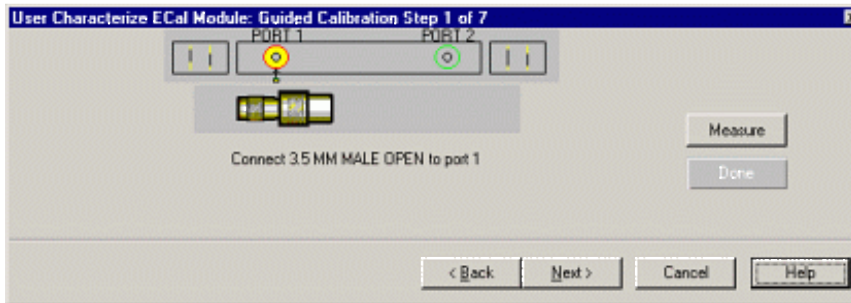 User Characterize ECal Module: Guided Calibration Step 1 of 7
PORT 1 PORT 2
Connect 3.5 MM MALE OPEN to port 1
Measure
Done
< Back Next > Cancel Help